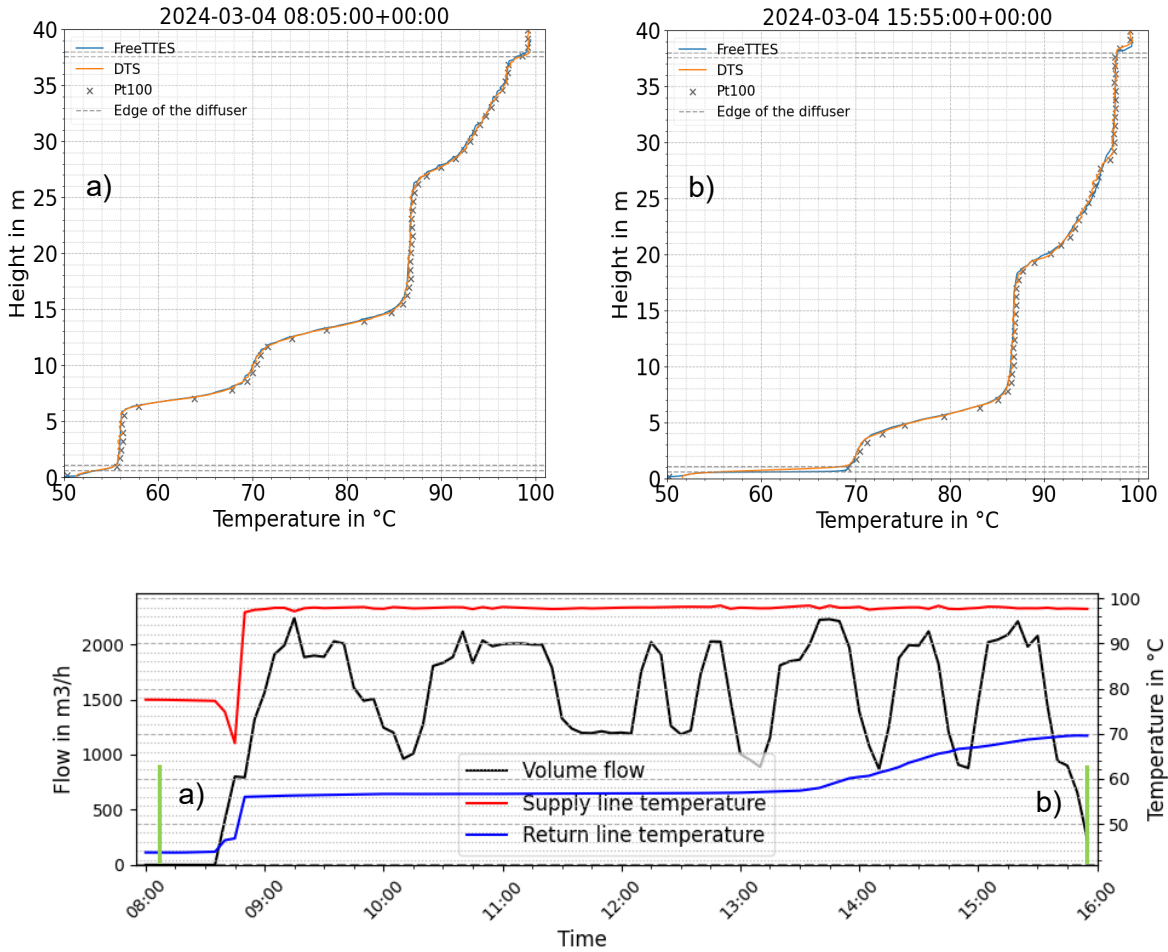 2024-03-04 08:05:00+00:00
40
35
30
25
20
15
10
5
0
Height in m
FreeTTES
DTS
Pt100
Edge of the diffuser
a)
50 60 70 80 90 100
Temperature in °C
2024-03-04 15:55:00+00:00
40
35
30
25
20
15
10
5
0
Height in m
FreeTTES
DTS
Pt100
Edge of the diffuser
b)
50 60 70 80 90 100
Temperature in °C
2000
1500
1000
500
0
Flow in m3/h
100
90
80
70
60
50
Temperature in °C
a)
b)
Volume flow
Supply line temperature
Return line temperature
08:00 09:00 10:00 11:00 12:00 13:00 14:00 15:00 16:00
Time